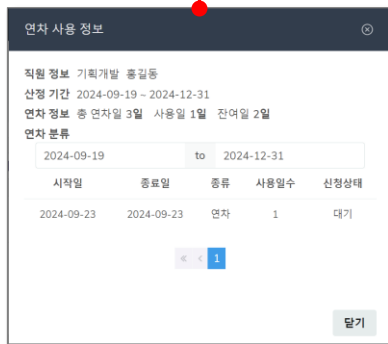 연차 사용 정보
직원 정보 기획개발 홍길동
산정 기간 2024-09-19 ~ 2024-12-31
연차 정보 총 연차일 3일 사용일 1일 잔여일 2일
연차 분류
2024-09-19 to 2024-12-31
시작일 종료일 종류 사용일수 신청상태
2024-09-23 2024-09-23 연차 1 대기
« < 1
닫기